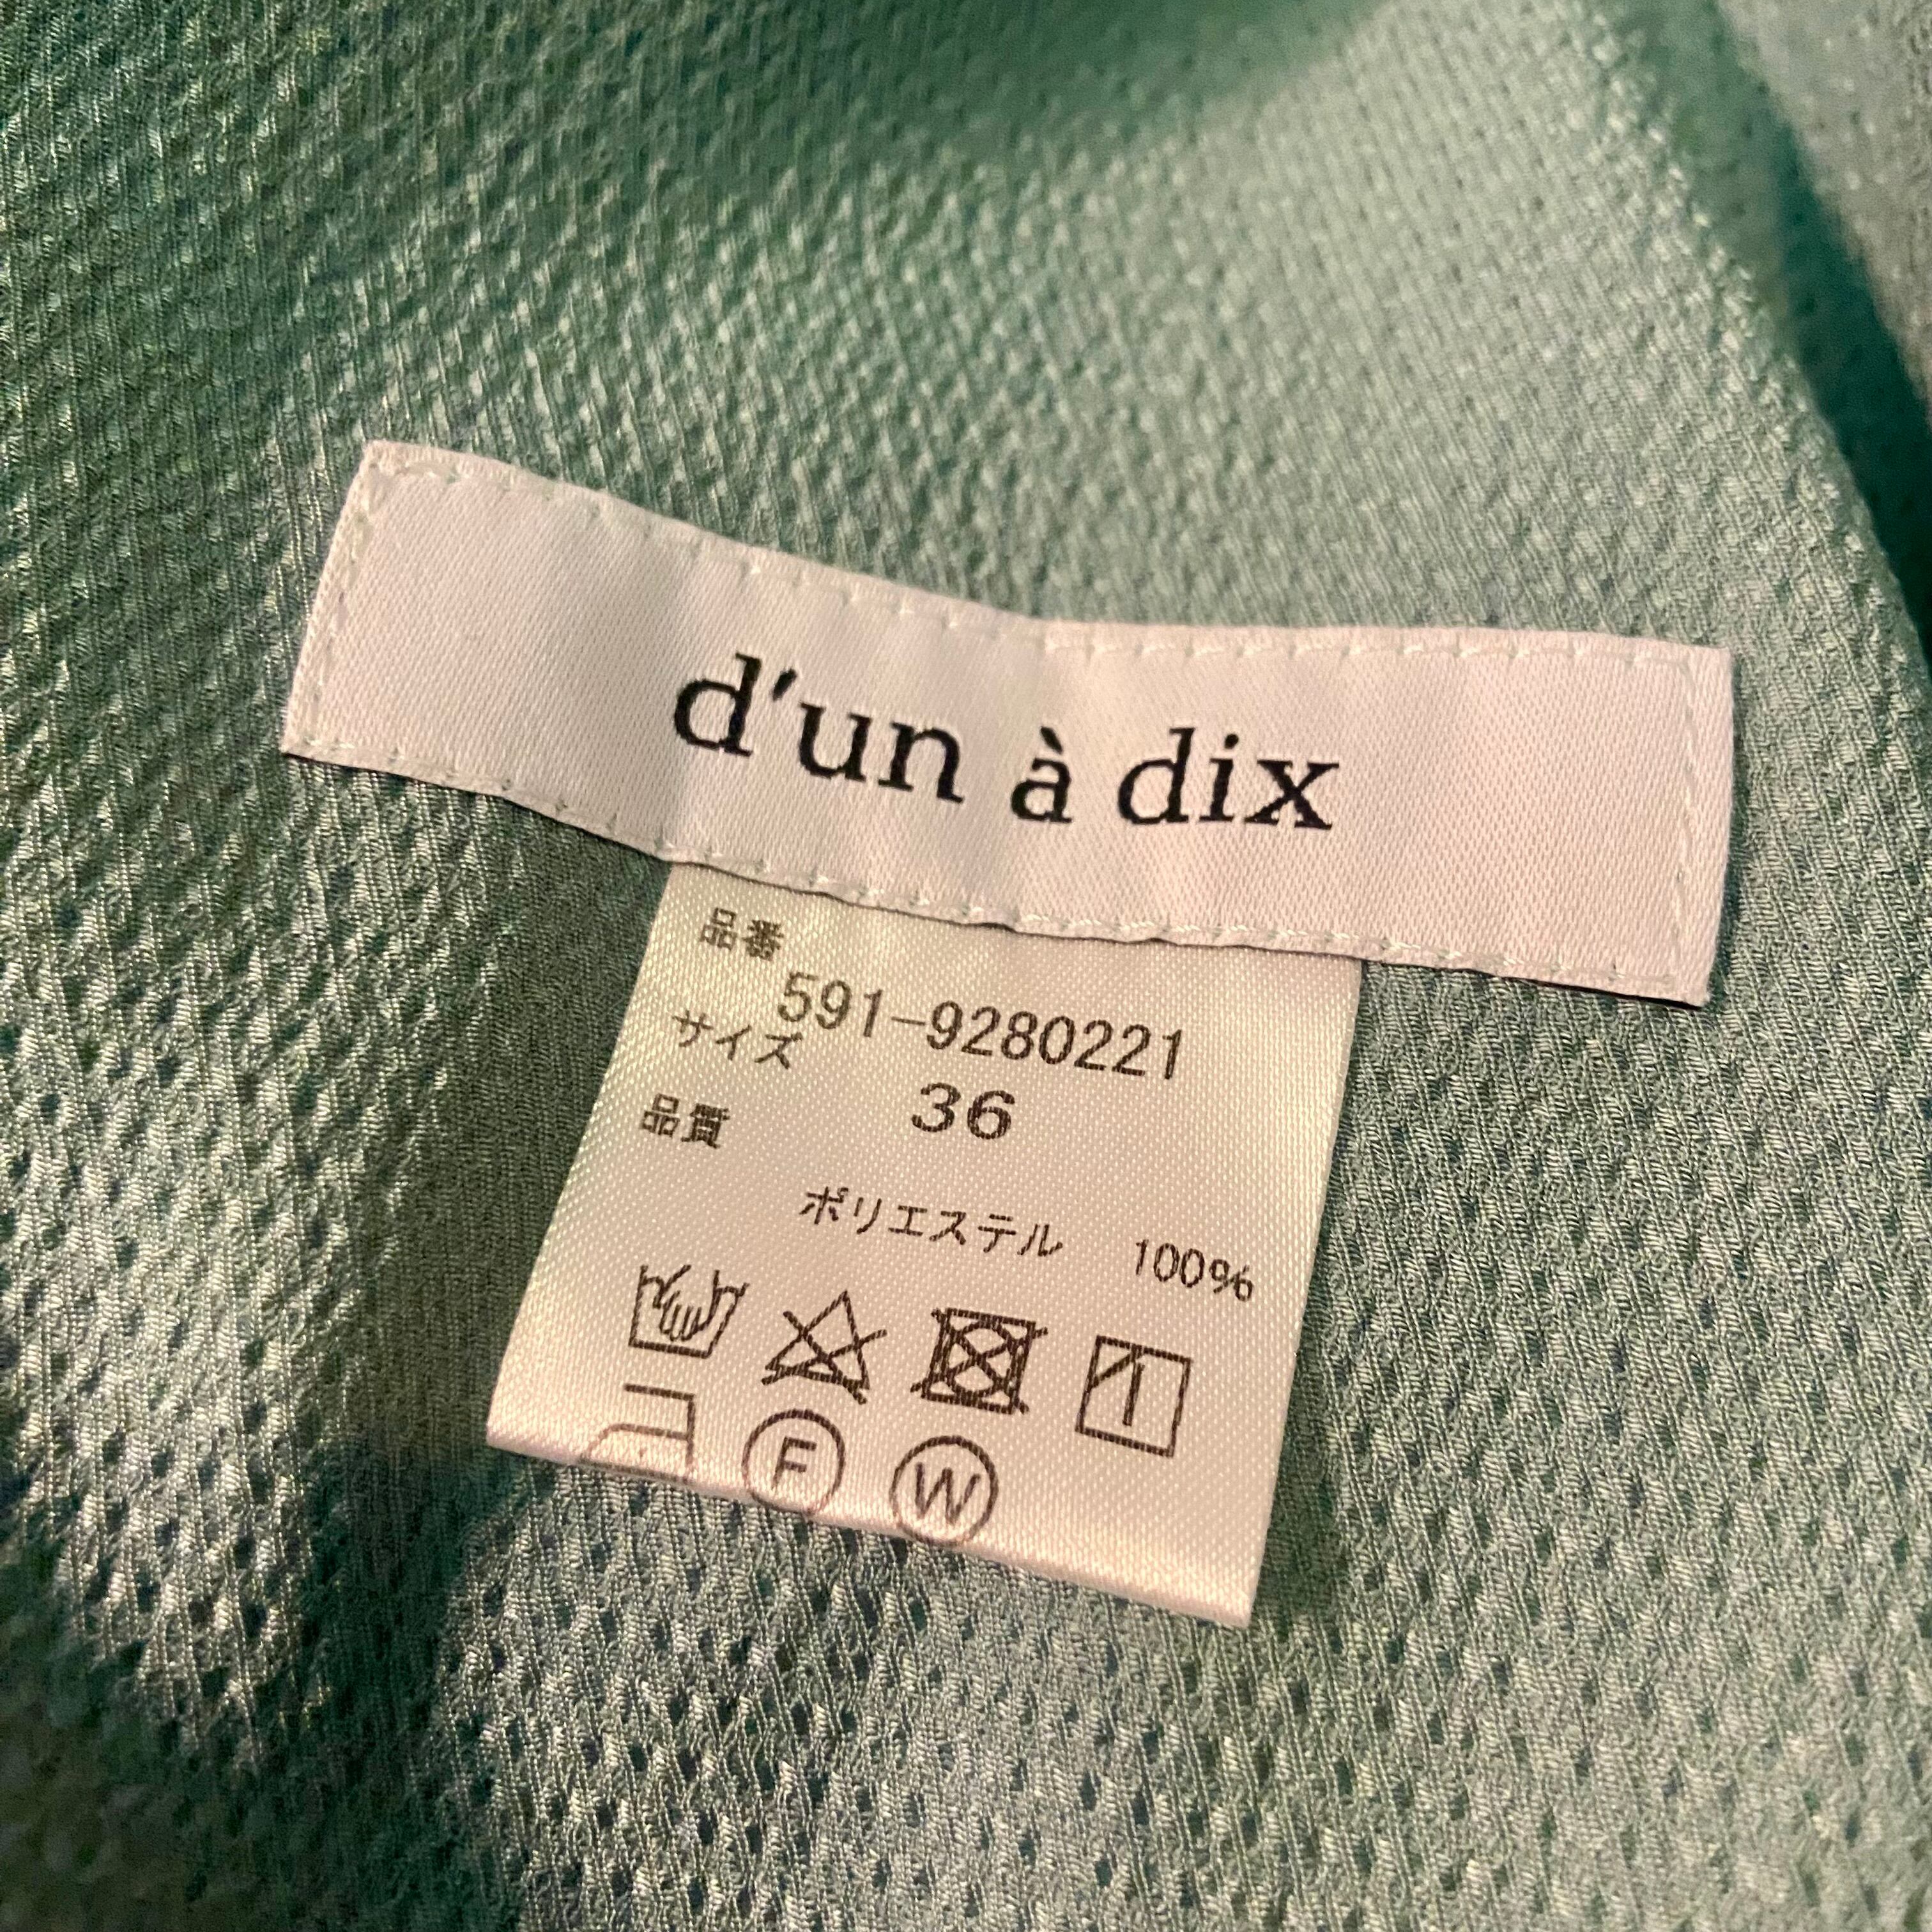 d'un à dix
品番
591-9280221
サイズ
36
品質
ポリエステル 100%
F W